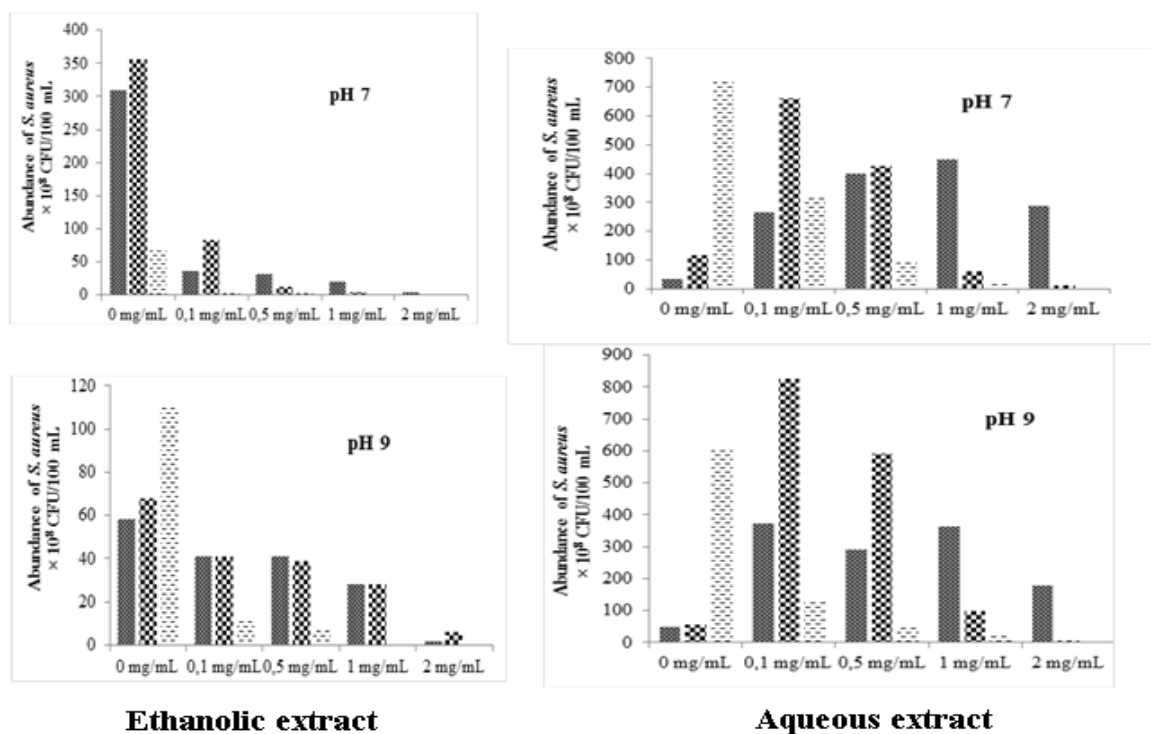 Abundance of S. aureus
× 10⁸ CFU/100 mL
400
350
300
250
200
150
100
50
0
pH 7
0 mg/mL 0,1 mg/mL 0,5 mg/mL 1 mg/mL 2 mg/mL
Abundance of S. aureus
× 10⁸ CFU/100 mL
800
700
600
500
400
300
200
100
0
pH 7
0 mg/mL 0,1 mg/mL 0,5 mg/mL 1 mg/mL 2 mg/mL
Abundance of S. aureus
× 10⁸ CFU/100 mL
120
100
80
60
40
20
0
pH 9
0 mg/mL 0,1 mg/mL 0,5 mg/mL 1 mg/mL 2 mg/mL
Abundance of S. aureus
× 10⁸ CFU/100 mL
900
800
700
600
500
400
300
200
100
0
pH 9
0 mg/mL 0,1 mg/mL 0,5 mg/mL 1 mg/mL 2 mg/mL
Ethanolic extract
Aqueous extract